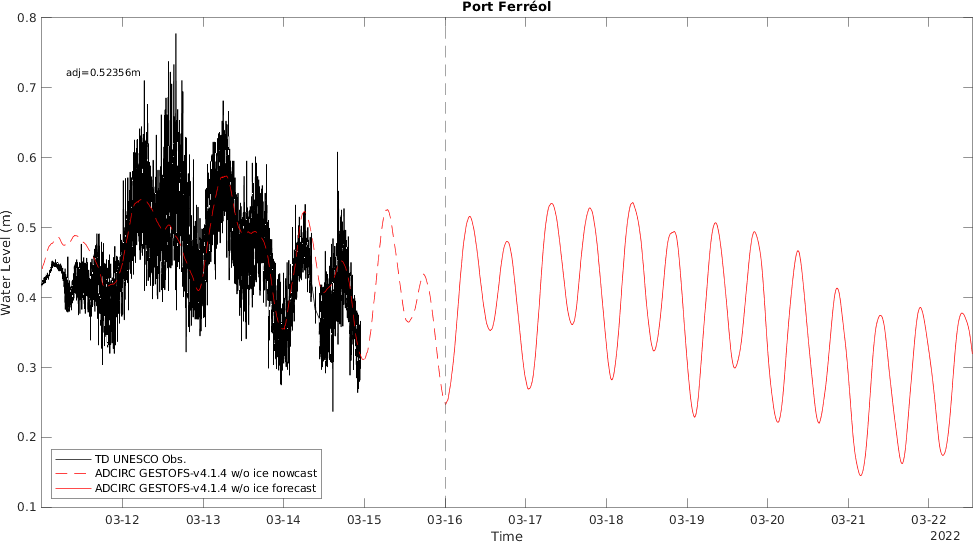 Port Ferréol
0.8
0.7
0.6
0.5
0.4
0.3
0.2
0.1
Water Level (m)
adj=0.52356m
TD UNESCO Obs.
ADCIRC GESTOFS-v4.1.4 w/o ice nowcast
ADCIRC GESTOFS-v4.1.4 w/o ice forecast
03-12 03-13 03-14 03-15 03-16 03-17 03-18 03-19 03-20 03-21 03-22
Time
2022